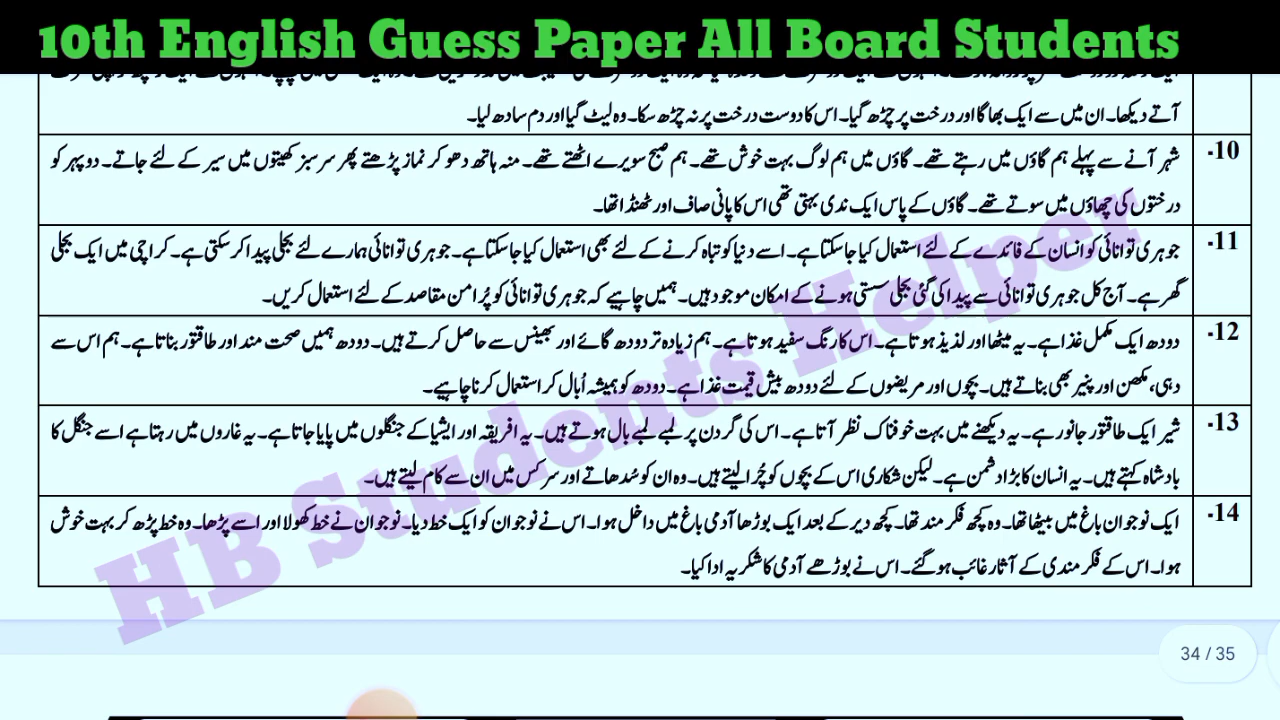 10th English Guess Paper All Board Students
آتے دیکھا۔ ان میں سے ایک بھاگا اور درخت پر چڑھ گیا۔ اس کا دوست درخت پر نہ چڑھ سکا۔ وہ لیٹ گیا اور دم سادھ لیا۔
-10 شہر آنے سے پہلے ہم گاؤں میں رہتے تھے۔ گاؤں میں ہم لوگ بہت خوش تھے۔ ہم صبح سویرے اٹھتے تھے۔ منہ ہاتھ دھو کر نماز پڑھتے پھر سرسبز کھیتوں میں سیر کے لئے جاتے۔ دوپہر کو
درختوں کی چھاؤں میں سوتے تھے۔ گاؤں کے پاس ایک ندی بہتی تھی اس کا پانی صاف اور ٹھنڈا تھا۔
-11 جوہری توانائی کو انسان کے فائدے کے لئے استعمال کیا جاسکتا ہے۔ اسے دنیا کو تباہ کرنے کے لئے بھی استعمال کیا جاسکتا ہے۔ جوہری توانائی ہمارے لئے بجلی پیدا کر سکتی ہے۔ کراچی میں ایک بجلی
گھر ہے۔ آج کل جوہری توانائی سے پیدا کی گئی بجلی سستی ہونے کے امکان موجود ہیں۔ ہمیں چاہیے کہ جوہری توانائی کو پُر امن مقاصد کے لئے استعمال کریں۔
-12 دودھ ایک مکمل غذا ہے۔ یہ میٹھا اور لذیذ ہوتا ہے۔ اس کا رنگ سفید ہوتا ہے۔ ہم زیادہ تر دودھ گائے اور بھینس سے حاصل کرتے ہیں۔ دودھ ہمیں صحت مند اور طاقتور بناتا ہے۔ ہم اس سے
دہی، مکھن اور پنیر بھی بناتے ہیں۔ بچوں اور مریضوں کے لئے دودھ بیش قیمت غذا ہے۔ دودھ کو ہمیشہ اُبال کر استعمال کرنا چاہیے۔
-13 شیر ایک طاقتور جانور ہے۔ یہ دیکھنے میں بہت خوفناک نظر آتا ہے۔ اس کی گردن پر لمبے لمبے بال ہوتے ہیں۔ یہ افریقہ اور ایشیا کے جنگلوں میں پایا جاتا ہے۔ یہ غاروں میں رہتا ہے اسے جنگل کا
بادشاہ کہتے ہیں۔ یہ انسان کا بڑا دشمن ہے۔ لیکن شکاری اس کے بچوں کو چُرا لیتے ہیں۔ وہ ان کو سُدھاتے اور سرکس میں ان سے کام لیتے ہیں۔
-14 ایک نوجوان باغ میں بیٹھا تھا۔ وہ کچھ فکر مند تھا۔ کچھ دیر کے بعد ایک بوڑھا آدمی باغ میں داخل ہوا۔ اس نے نوجوان کو ایک خط دیا۔ نوجوان نے خط کھولا اور اسے پڑھا۔ وہ خط پڑھ کر بہت خوش
ہوا۔ اس کے فکر مندی کے آثار غائب ہو گئے۔ اس نے بوڑھے آدمی کا شکریہ ادا کیا۔
HB Students Helper
34 / 35